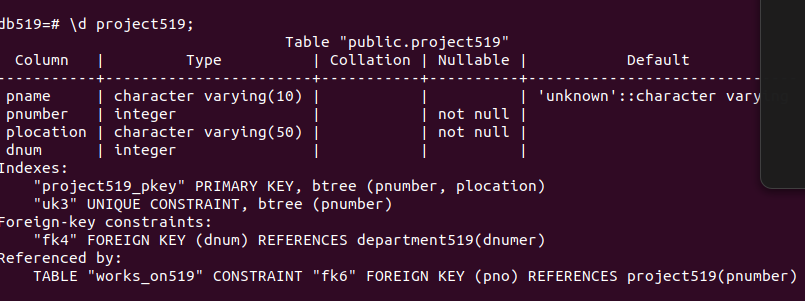 db519=# \d project519;
Table "public.project519"
Column | Type | Collation | Nullable | Default
-----------+-----------------------+-----------+----------+----------------------------
pname | character varying(10) | | | 'unknown'::character vary
pnumber | integer | | not null |
plocation | character varying(50) | | not null |
dnum | integer | | |
Indexes:
"project519_pkey" PRIMARY KEY, btree (pnumber, plocation)
"uk3" UNIQUE CONSTRAINT, btree (pnumber)
Foreign-key constraints:
"fk4" FOREIGN KEY (dnum) REFERENCES department519(dnumer)
Referenced by:
TABLE "works_on519" CONSTRAINT "fk6" FOREIGN KEY (pno) REFERENCES project519(pnumber)